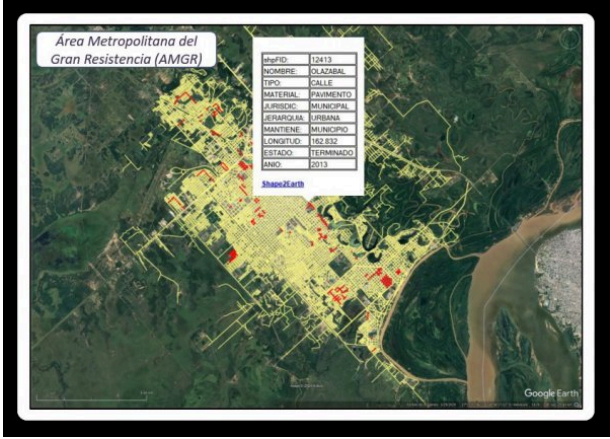 Área Metropolitana del
Gran Resistencia (AMGR)
shpFID: 12413
NOMBRE: OLAZABAL
TIPO: CALLE
MATERIAL: PAVIMENTO
JURISDIC: MUNICIPAL
JERARQUIA: URBANA
MANTIENE: MUNICIPIO
LONGITUD: 162.832
ESTADO: TERMINADO
ANIO: 2013
Shape2Earth
Google Earth